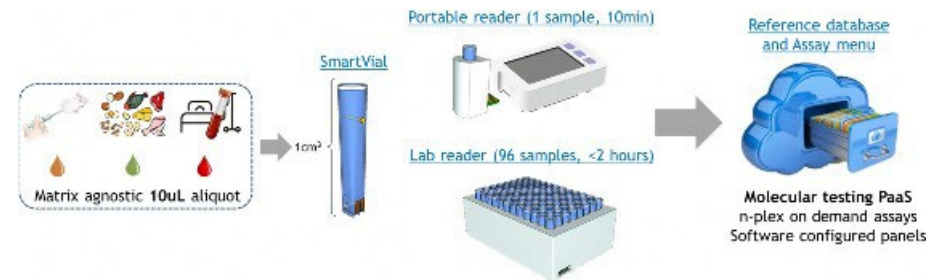 Portable reader (1 sample, 10min)
Reference database
and Assay menu
SmartVial
1cm³
Lab reader (96 samples, <2 hours)
Matrix agnostic 10uL aliquot
Molecular testing PaaS
n-plex on demand assays
Software configured panels